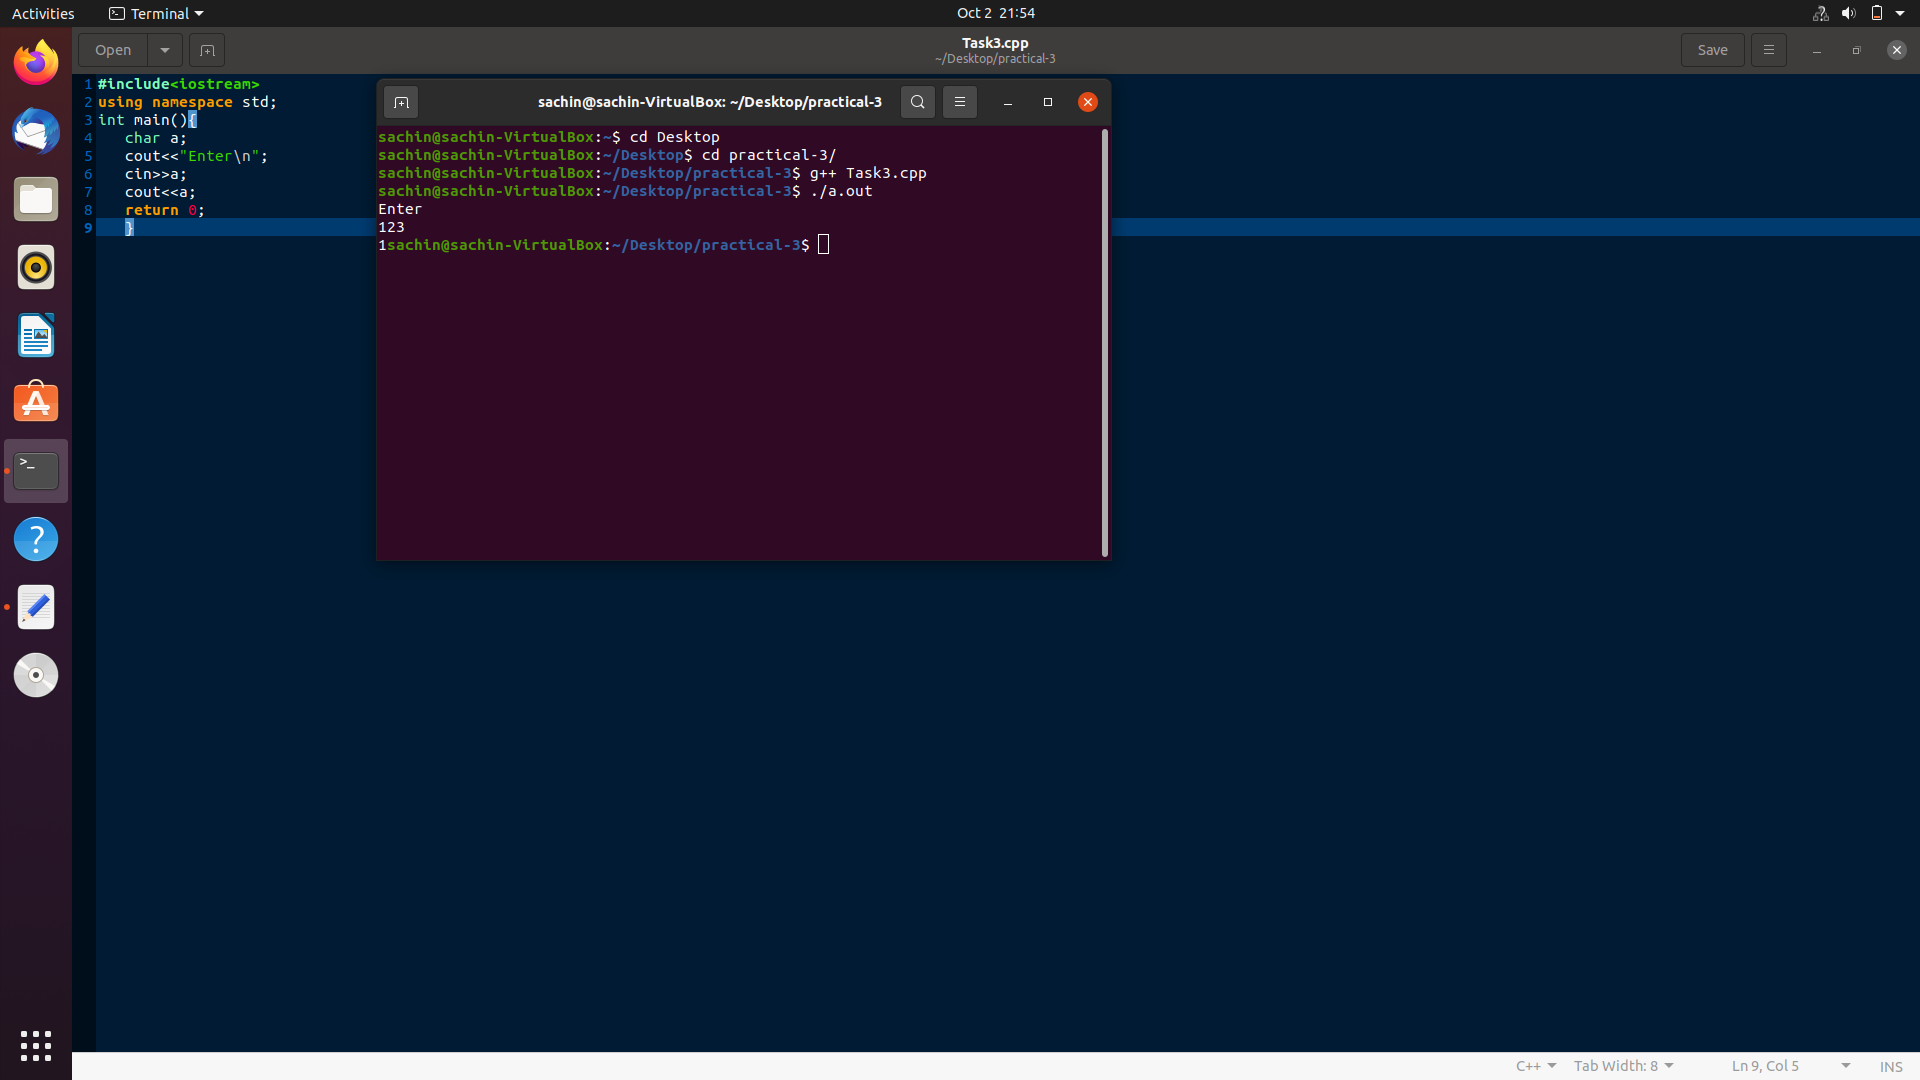 Activities
Terminal
Oct 2 21:54
Open
Task3.cpp
~/Desktop/practical-3
Save
1 #include<iostream>
2 using namespace std;
3 int main(){
4    char a;
5    cout<<"Enter\n";
6    cin>>a;
7    cout<<a;
8    return 0;
9    }
sachin@sachin-VirtualBox: ~/Desktop/practical-3
sachin@sachin-VirtualBox:~$ cd Desktop
sachin@sachin-VirtualBox:~/Desktop$ cd practical-3/
sachin@sachin-VirtualBox:~/Desktop/practical-3$ g++ Task3.cpp
sachin@sachin-VirtualBox:~/Desktop/practical-3$ ./a.out
Enter
123
1sachin@sachin-VirtualBox:~/Desktop/practical-3$
C++
Tab Width: 8
Ln 9, Col 5
INS